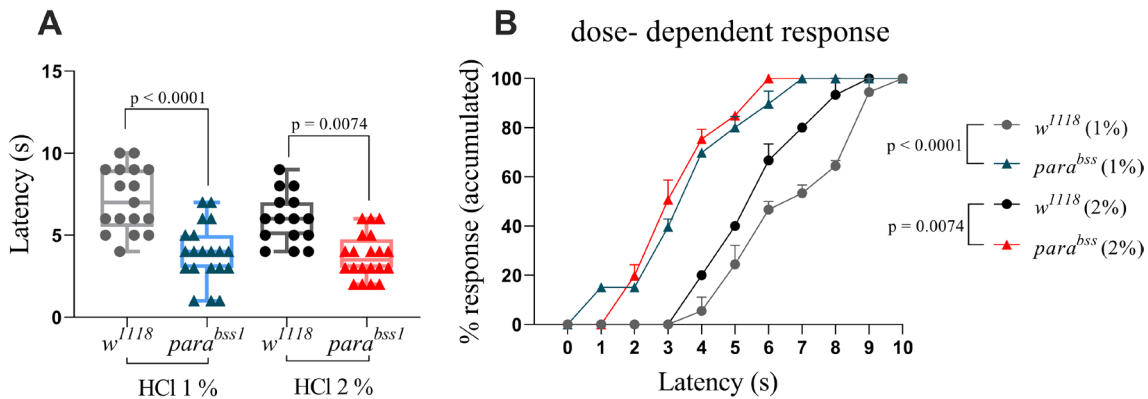 A
Latency (s)
15
10
5
0
p < 0.0001
p = 0.0074
w1118 parabss1 w1118 parabss1
HCl 1 % HCl 2 %
B
dose- dependent response
% response (accumulated)
100
80
60
40
20
0
0 1 2 3 4 5 6 7 8 9 10
Latency (s)
p < 0.0001
p = 0.0074
w1118 (1%)
parabss (1%)
w1118 (2%)
parabss (2%)